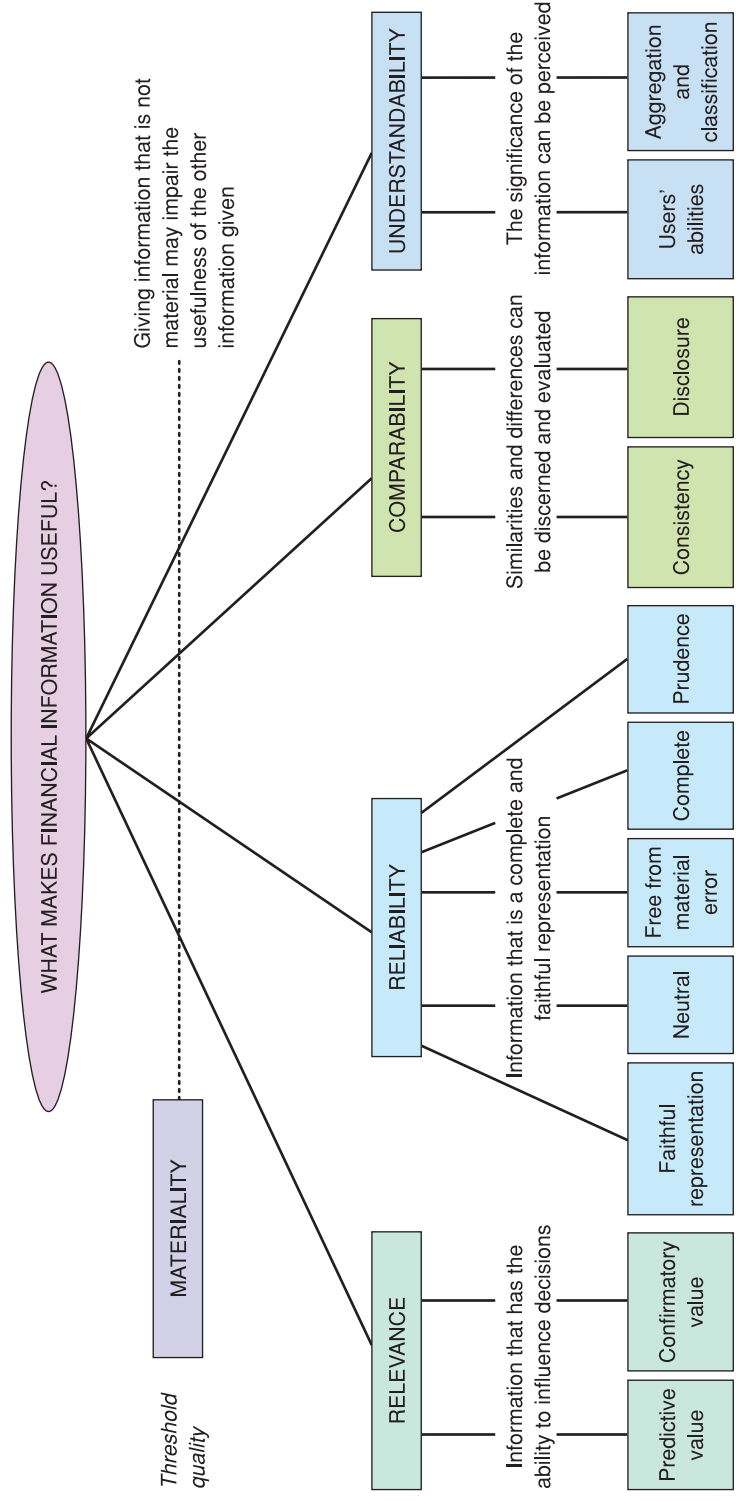 WHAT MAKES FINANCIAL INFORMATION USEFUL?
Threshold
quality
MATERIALITY
Giving information that is not
material may impair the
usefulness of the other
information given
RELEVANCE
RELIABILITY
COMPARABILITY
UNDERSTANDABILITY
Information that has the
ability to influence decisions
Information that is a complete and
faithful representation
Similarities and differences can
be discerned and evaluated
The significance of the
information can be perceived
Predictive
value
Confirmatory
value
Faithful
representation
Neutral
Free from
material
error
Complete
Prudence
Consistency
Disclosure
Users'
abilities
Aggregation
and
classification